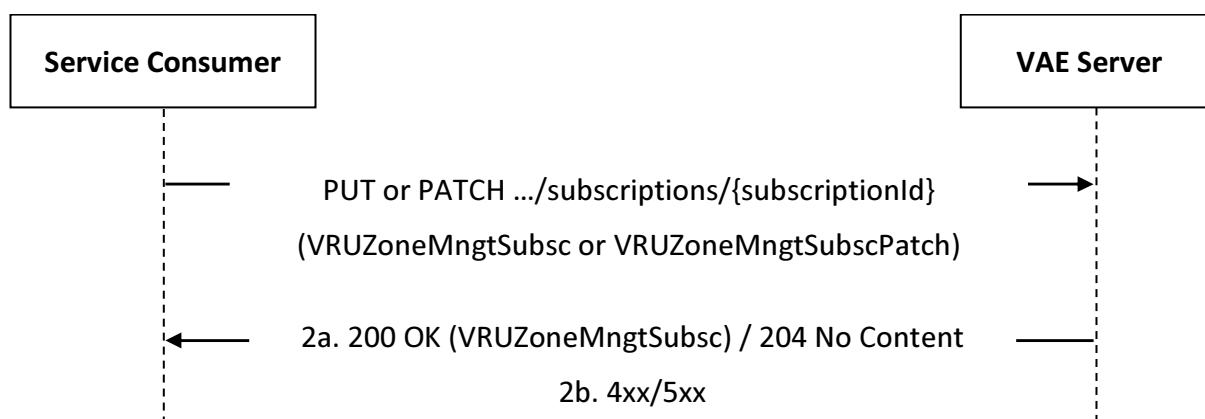 Service Consumer
VAE Server
PUT or PATCH …/subscriptions/{subscriptionId}
(VRUZoneMngtSubsc or VRUZoneMngtSubscPatch)
2a. 200 OK (VRUZoneMngtSubsc) / 204 No Content
2b. 4xx/5xx